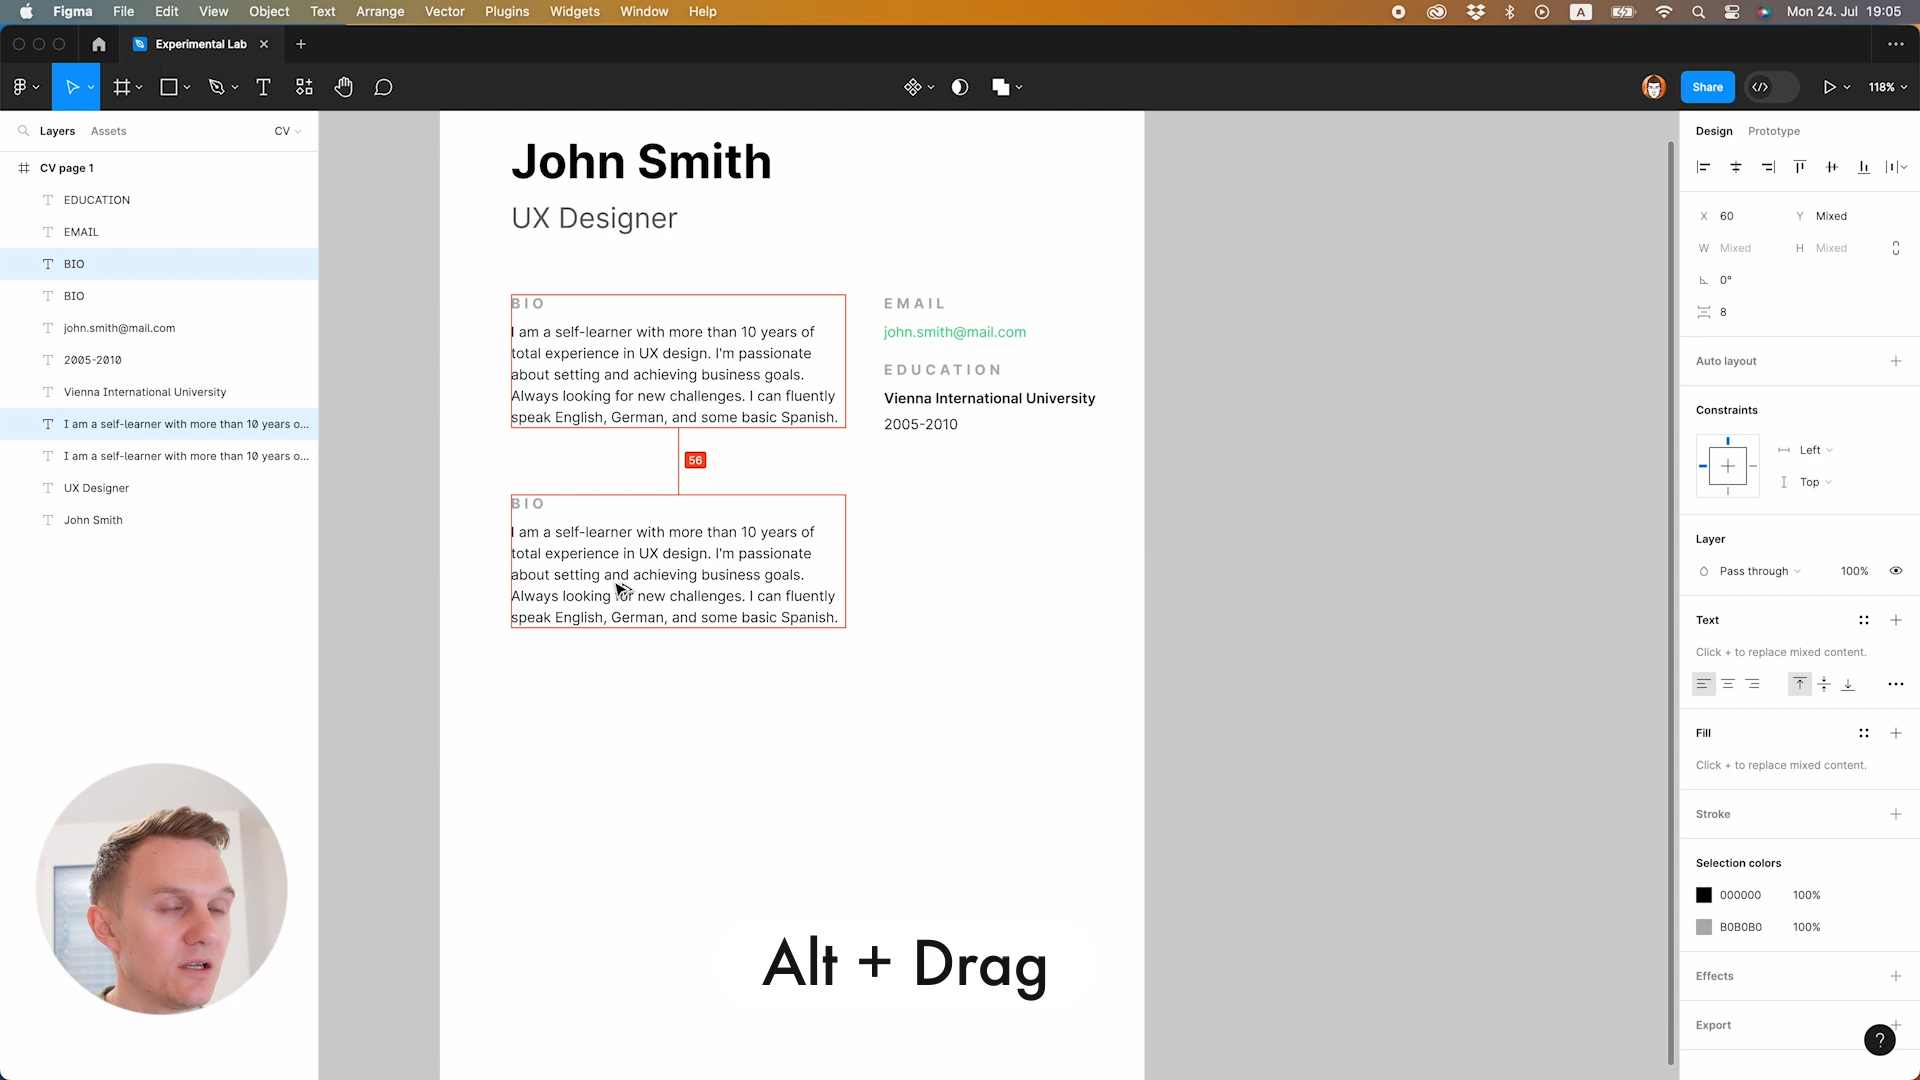 Figma File Edit View Object Text Arrange Vector Plugins Widgets Window Help
A Mon 24. Jul 19:05
Experimental Lab
Share
118%
Layers Assets CV
CV page 1
EDUCATION
EMAIL
BIO
BIO
john.smith@mail.com
2005-2010
Vienna International University
I am a self-learner with more than 10 years o...
I am a self-learner with more than 10 years o...
UX Designer
John Smith
John Smith
UX Designer
BIO
I am a self-learner with more than 10 years of
total experience in UX design. I'm passionate
about setting and achieving business goals.
Always looking for new challenges. I can fluently
speak English, German, and some basic Spanish.
EMAIL
john.smith@mail.com
EDUCATION
Vienna International University
2005-2010
56
BIO
I am a self-learner with more than 10 years of
total experience in UX design. I'm passionate
about setting and achieving business goals.
Always looking for new challenges. I can fluently
speak English, German, and some basic Spanish.
Alt + Drag
Design Prototype
X 60 Y Mixed
W Mixed H Mixed
0°
8
Auto layout
Constraints
Left
Top
Layer
Pass through 100%
Text
Click + to replace mixed content.
Fill
Click + to replace mixed content.
Stroke
Selection colors
000000 100%
B0B0B0 100%
Effects
Export
?